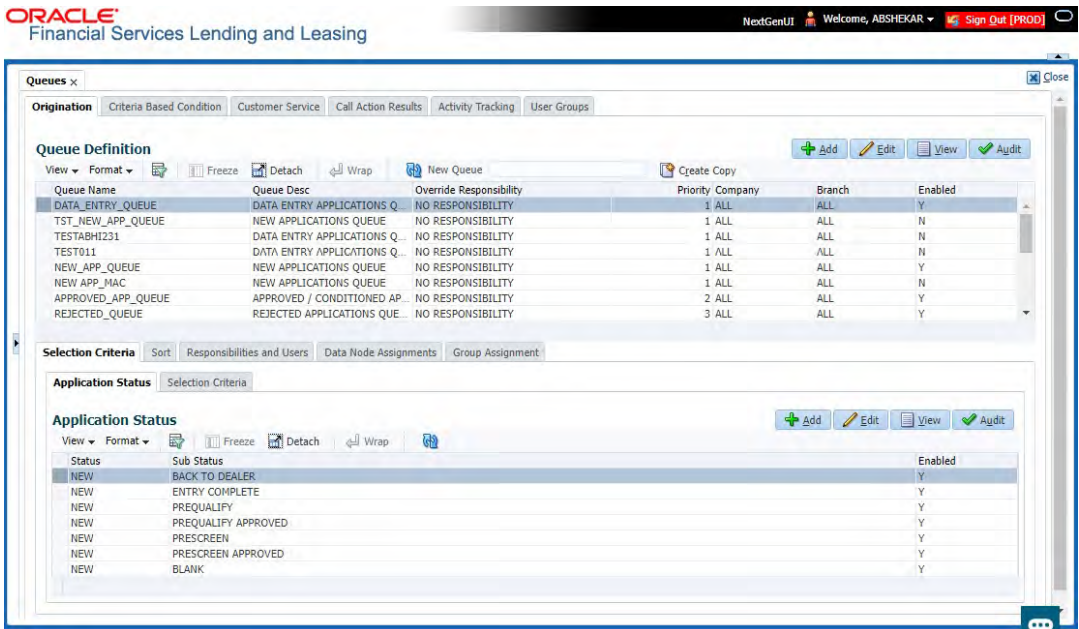 ORACLE
Financial Services Lending and Leasing
NextGenUI Welcome, ABSHEKAR Sign Out [PROD]
Queues x Close
Origination Criteria Based Condition Customer Service Call Action Results Activity Tracking User Groups
Queue Definition Add Edit View Audit
View Format Freeze Detach Wrap New Queue Create Copy
Queue Name Queue Desc Override Responsibility Priority Company Branch Enabled
DATA_ENTRY_QUEUE DATA ENTRY APPLICATIONS Q... NO RESPONSIBILITY 1 ALL ALL Y
TST_NEW_APP_QUEUE NEW APPLICATIONS QUEUE NO RESPONSIBILITY 1 ALL ALL N
TESTABHI231 DATA ENTRY APPLICATIONS Q... NO RESPONSIBILITY 1 ALL ALL N
TEST011 DATA ENTRY APPLICATIONS Q... NO RESPONSIBILITY 1 ALL ALL N
NEW_APP_QUEUE NEW APPLICATIONS QUEUE NO RESPONSIBILITY 1 ALL ALL Y
NEW APP_MAC NEW APPLICATIONS QUEUE NO RESPONSIBILITY 1 ALL ALL N
APPROVED_APP_QUEUE APPROVED / CONDITIONED AP... NO RESPONSIBILITY 2 ALL ALL Y
REJECTED_QUEUE REJECTED APPLICATIONS QUE... NO RESPONSIBILITY 3 ALL ALL Y
Selection Criteria Sort Responsibilities and Users Data Node Assignments Group Assignment
Application Status Selection Criteria
Application Status Add Edit View Audit
View Format Freeze Detach Wrap
Status Sub Status Enabled
NEW BACK TO DEALER Y
NEW ENTRY COMPLETE Y
NEW PREQUALIFY Y
NEW PREQUALIFY APPROVED Y
NEW PRESCREEN Y
NEW PRESCREEN APPROVED Y
NEW BLANK Y